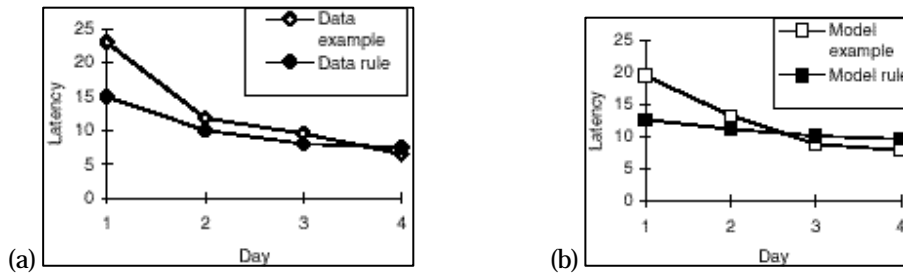 25
20
15
10
5
0
Latency
1 2 3 4
Day
Data
example
Data rule
(a)
25
20
15
10
5
0
Latency
1 2 3 4
Day
Model
example
Model rule
(b)